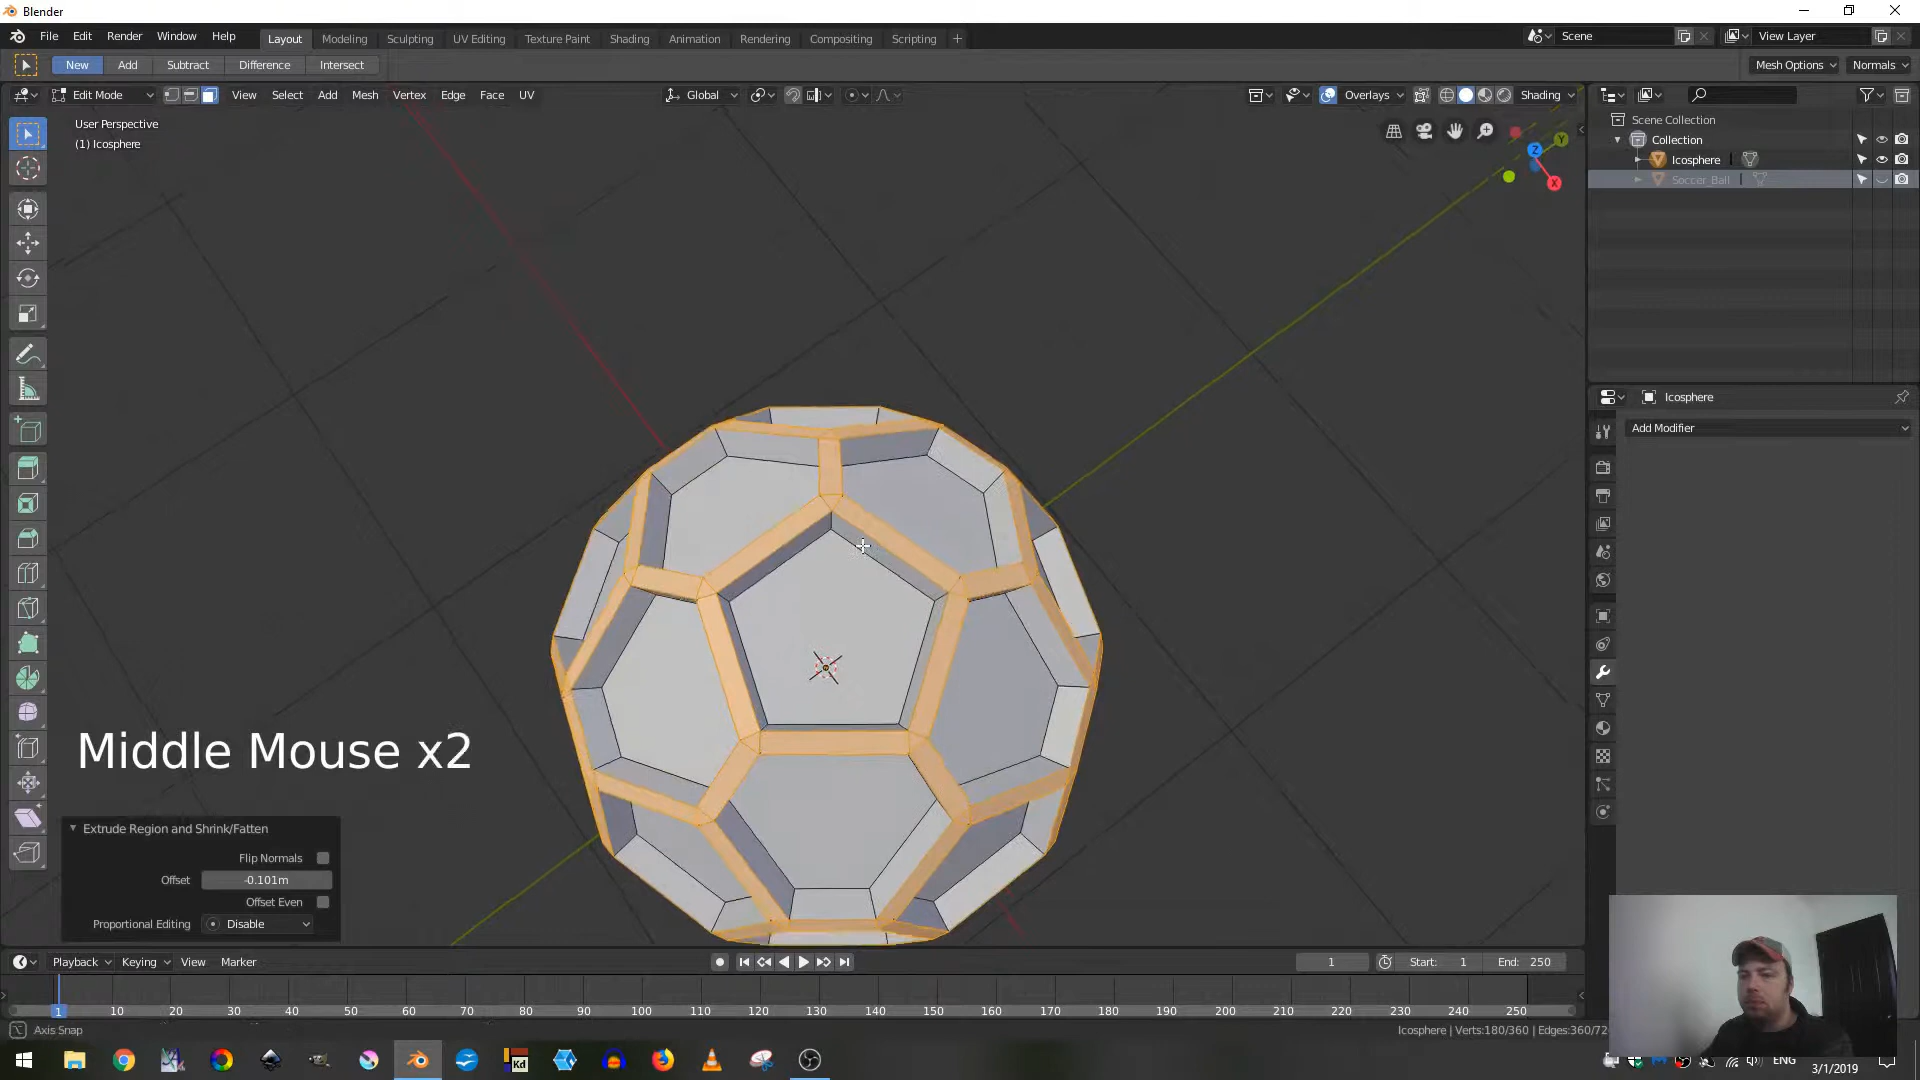 Blender
File Edit Render Window Help
Layout Modeling Sculpting UV Editing Texture Paint Shading Animation Rendering Compositing Scripting +
Scene View Layer
New Add Subtract Difference Intersect
Mesh Options Normals
Edit Mode View Select Add Mesh Vertex Edge Face UV
Global
Overlays Shading
User Perspective
(1) Icosphere
Y
Z
X
Scene Collection
Collection
Icosphere
Soccer_Ball
Icosphere
Add Modifier
Middle Mouse x2
Extrude Region and Shrink/Fatten
Flip Normals
Offset -0.101m
Offset Even
Proportional Editing Disable
Playback Keying View Marker
1 Start: 1 End: 250
1 10 20 30 40 50 60 70 80 90 100 110 120 130 140 150 160 170 180 190 200 210 220 230 240 250
Axis Snap
Icosphere | Verts:180/360 | Edges:360/72
Kd
ENG
3/1/2019